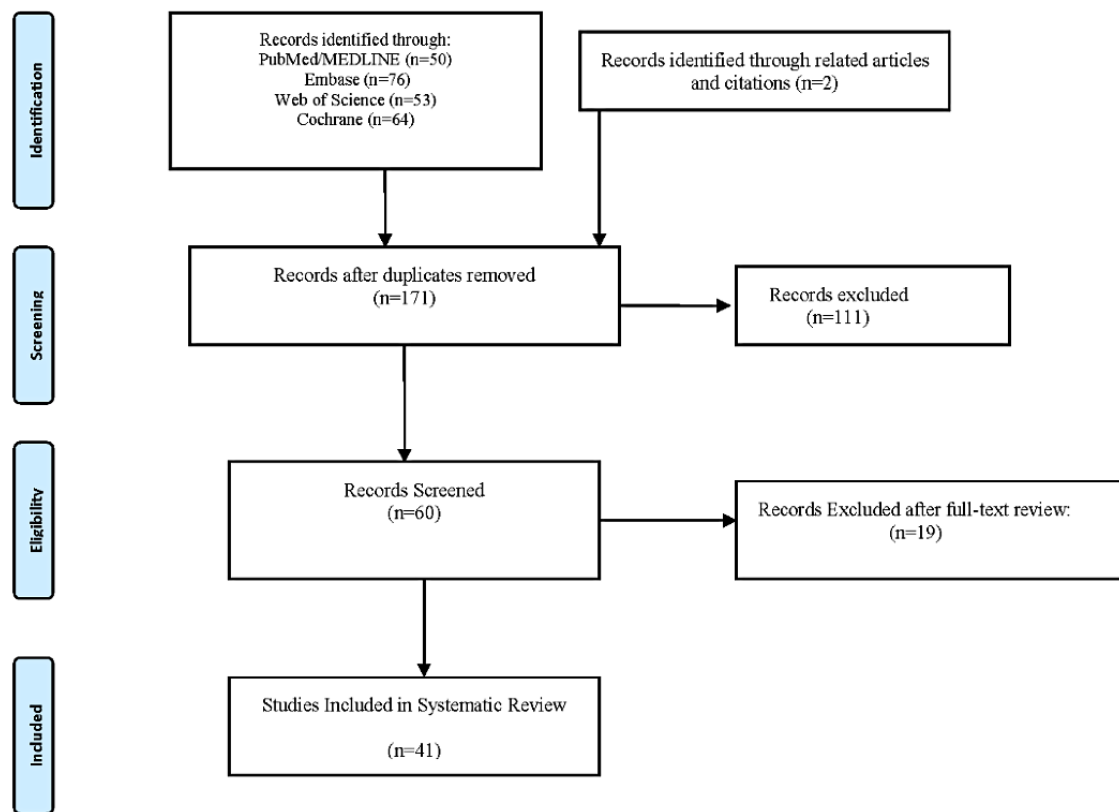 Identification
Records identified through:
PubMed/MEDLINE (n=50)
Embase (n=76)
Web of Science (n=53)
Cochrane (n=64)
Records identified through related articles
and citations (n=2)
Screening
Records after duplicates removed
(n=171)
Records excluded
(n=111)
Eligibility
Records Screened
(n=60)
Records Excluded after full-text review:
(n=19)
Included
Studies Included in Systematic Review
(n=41)